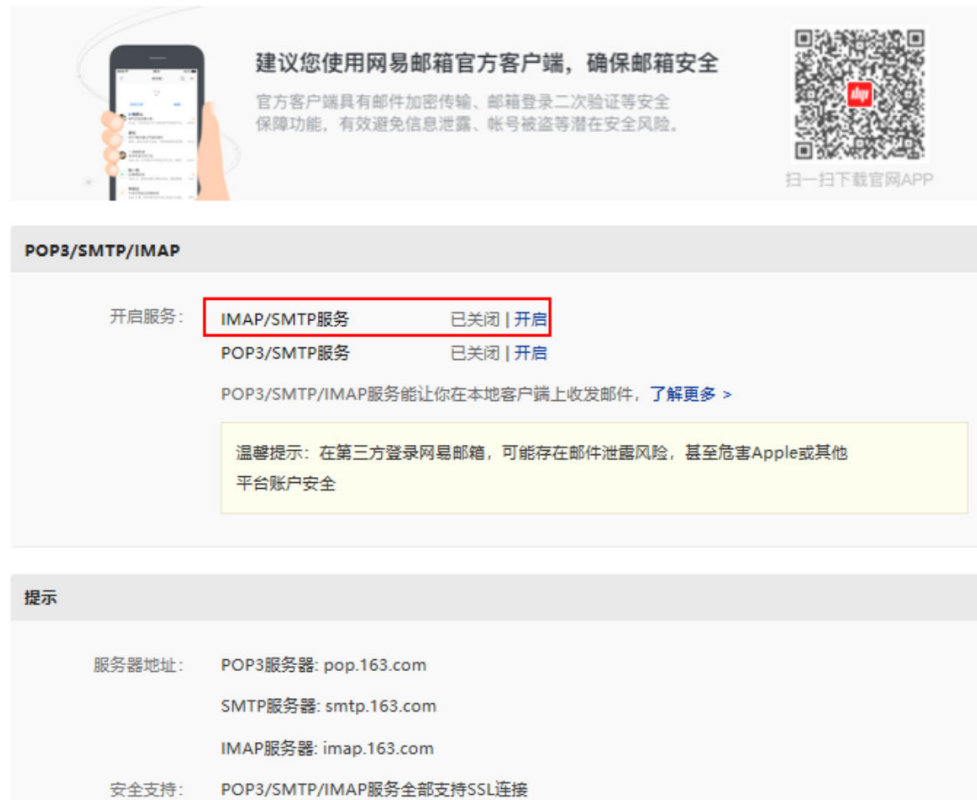 建议您使用网易邮箱官方客户端，确保邮箱安全
官方客户端具有邮件加密传输、邮箱登录二次验证等安全
保障功能，有效避免信息泄露、帐号被盗等潜在安全风险。
扫一扫下载官网APP
POP3/SMTP/IMAP
开启服务： IMAP/SMTP服务 已关闭 | 开启
POP3/SMTP服务 已关闭 | 开启
POP3/SMTP/IMAP服务能让你在本地客户端上收发邮件，了解更多 >
温馨提示：在第三方登录网易邮箱，可能存在邮件泄露风险，甚至危害Apple或其他
平台账户安全
提示
服务器地址： POP3服务器: pop.163.com
SMTP服务器: smtp.163.com
IMAP服务器: imap.163.com
安全支持： POP3/SMTP/IMAP服务全部支持SSL连接